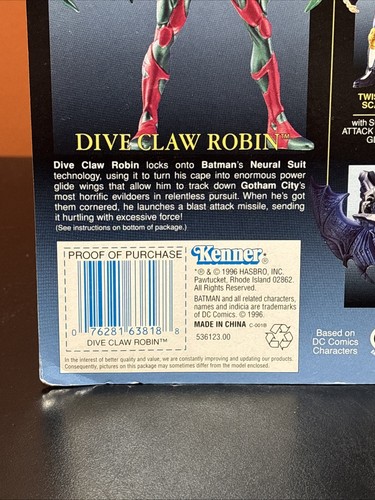 DIVE CLAW ROBIN™
Dive Claw Robin locks onto Batman's Neural Suit
technology, using it to turn his cape into enormous power
glide wings that allow him to track down Gotham City's
most horrific evildoers in relentless pursuit. When he's got
them cornered, he launches a blast attack missile, sending
it hurtling with excessive force!
(See instructions on bottom of package.)
PROOF OF PURCHASE
0 76281 63818 8
DIVE CLAW ROBIN™
Kenner®
*® & © 1996 HASBRO, INC.
Pawtucket, Rhode Island 02862.
All Rights Reserved.
BATMAN and all related characters,
names and indicia are trademarks
of DC Comics. © 1996.
MADE IN CHINA C-001B
536123.00
In the interest of better quality and value, we are constantly improving and updating our products.
Consequently, pictures on this package may sometimes differ from the model enclosed.
Based on
DC Comics
Characters
TWIS
SCA
with S
ATTACK